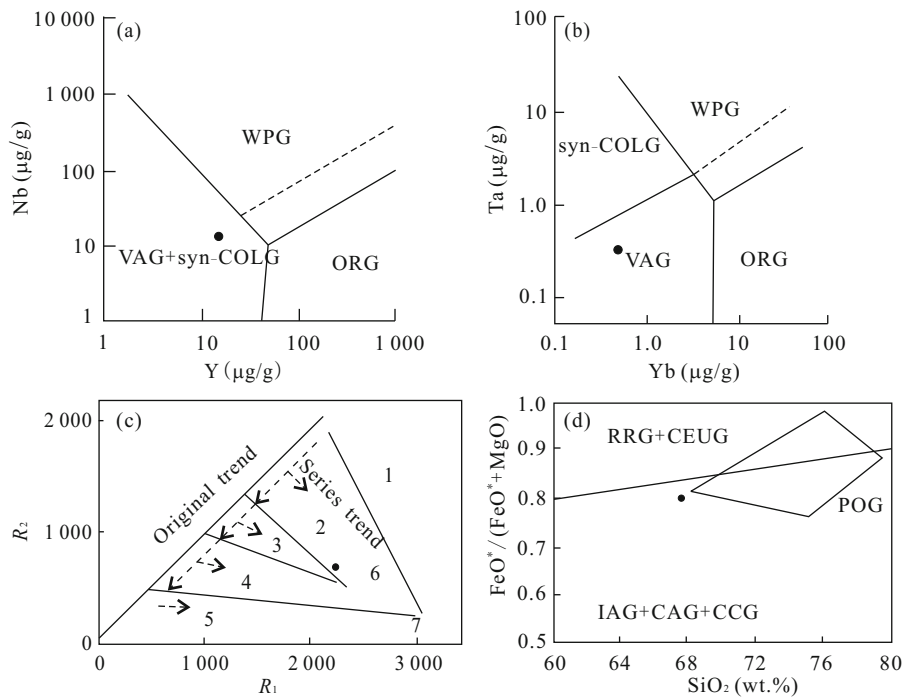 (a)
10 000
1 000
100
10
1
Nb (μg/g)
WPG
VAG+syn-COLG
ORG
1
10
100
1 000
Y (μg/g)
(b)
100
10
1.0
0.1
Ta (μg/g)
WPG
syn-COLG
VAG
ORG
0.1
1.0
10
100
Yb (μg/g)
(c)
2 000
1 000
0
R₂
Original trend
Series trend
1
2
3
4
5
6
7
0
1 000
2 000
3 000
R₁
(d)
1.0
0.9
0.8
0.7
0.6
0.5
FeO*/(FeO*+MgO)
RRG+CEUG
POG
IAG+CAG+CCG
60
64
68
72
76
80
SiO₂ (wt.%)